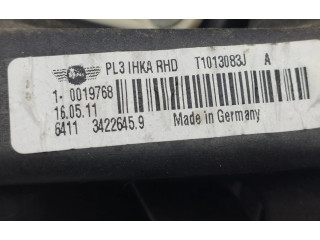 PL3 IHKA RHD T1013083J A
1- 0019768
16.05.11
6411 3422645.9 Made in Germany